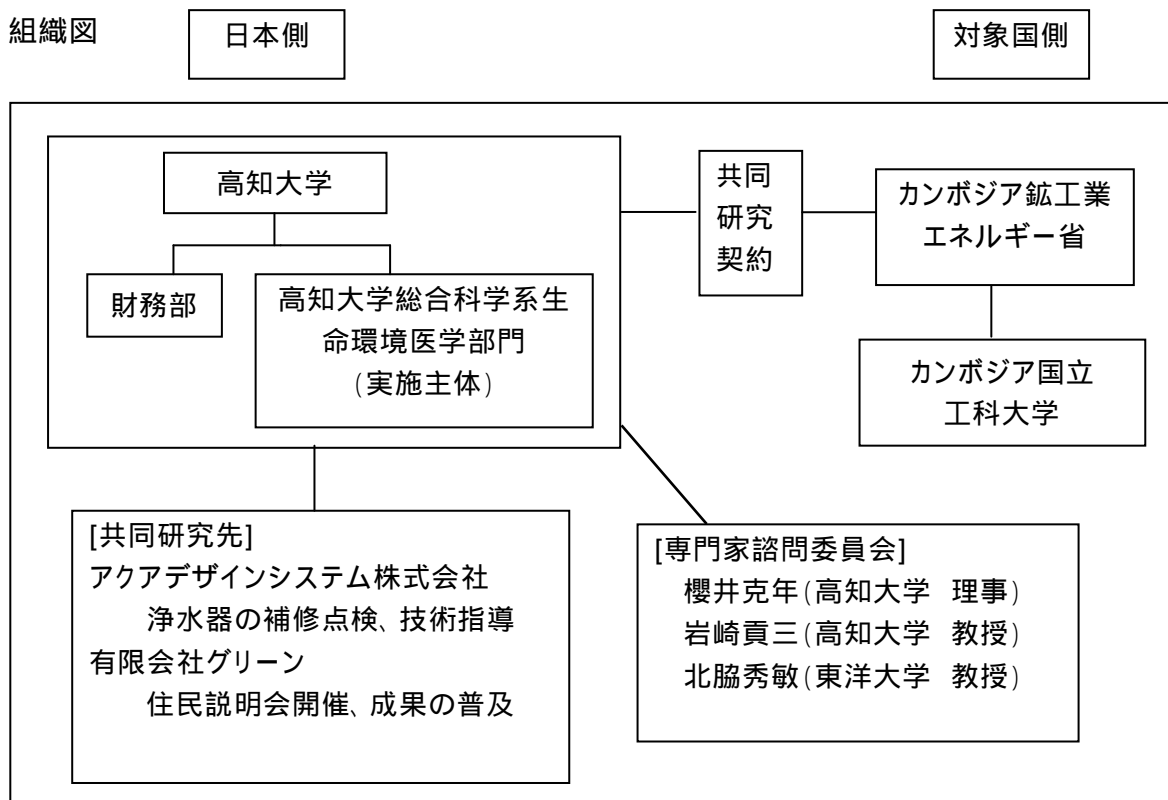 組織図
日本側
対象国側
高知大学
財務部
高知大学総合科学系生
命環境医学部門
(実施主体)
共同
研究
契約
カンボジア鉱工業
エネルギー省
カンボジア国立
工科大学
[共同研究先]
アクアデザインシステム株式会社
浄水器の補修点検、技術指導
有限会社グリーン
住民説明会開催、成果の普及
[専門家諮問委員会]
櫻井克年(高知大学 理事)
岩崎貢三(高知大学 教授)
北脇秀敏(東洋大学 教授)